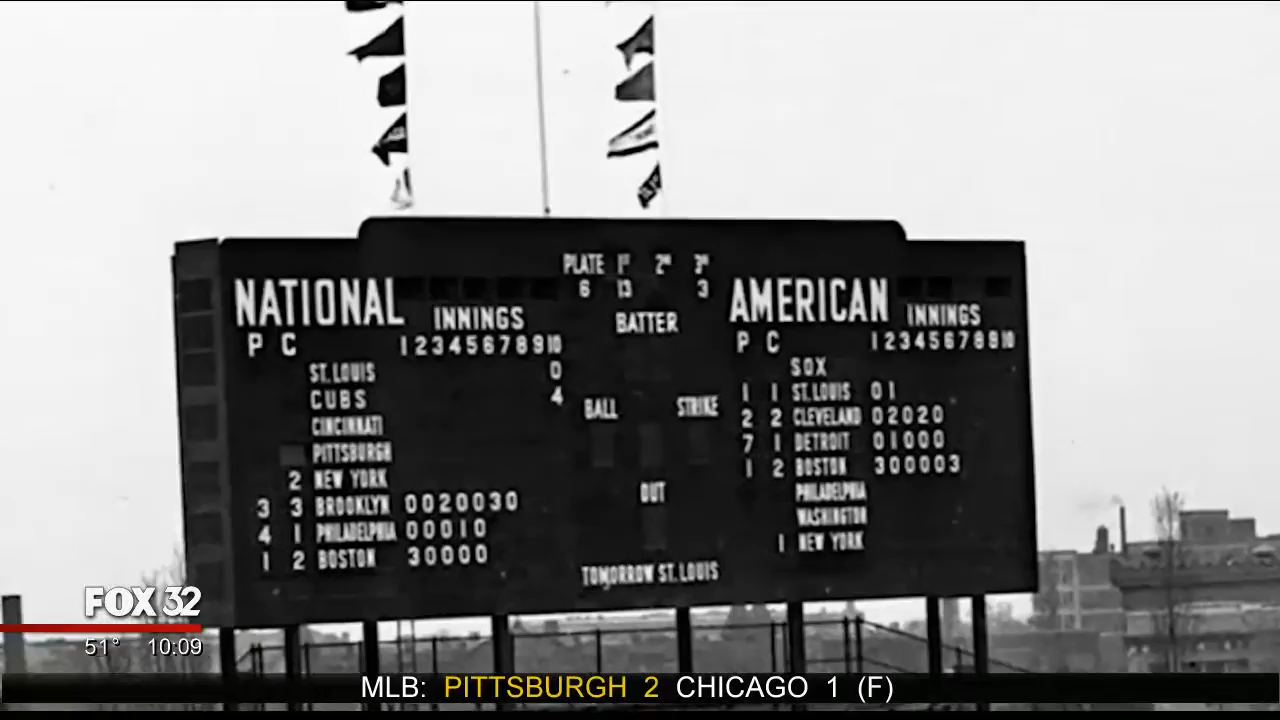 PLATE 1ST 2ND 3RD
6 13 3
NATIONAL
INNINGS
P C 1 2 3 4 5 6 7 8 9 10
ST. LOUIS 0
CUBS 4
CINCINNATI
PITTSBURGH
2 NEW YORK
3 3 BROOKLYN 0 0 2 0 0 3 0
4 1 PHILADELPHIA 0 0 0 1 0
1 2 BOSTON 3 0 0 0 0
BATTER
BALL STRIKE
OUT
TOMORROW ST. LOUIS
AMERICAN
INNINGS
P C 1 2 3 4 5 6 7 8 9 10
SOX
1 1 ST. LOUIS 0 1
2 2 CLEVELAND 0 2 0 2 0
7 1 DETROIT 0 1 0 0 0
1 2 BOSTON 3 0 0 0 0 3
PHILADELPHIA
WASHINGTON
1 NEW YORK
FOX 32
51° 10:09
MLB: PITTSBURGH 2 CHICAGO 1 (F)